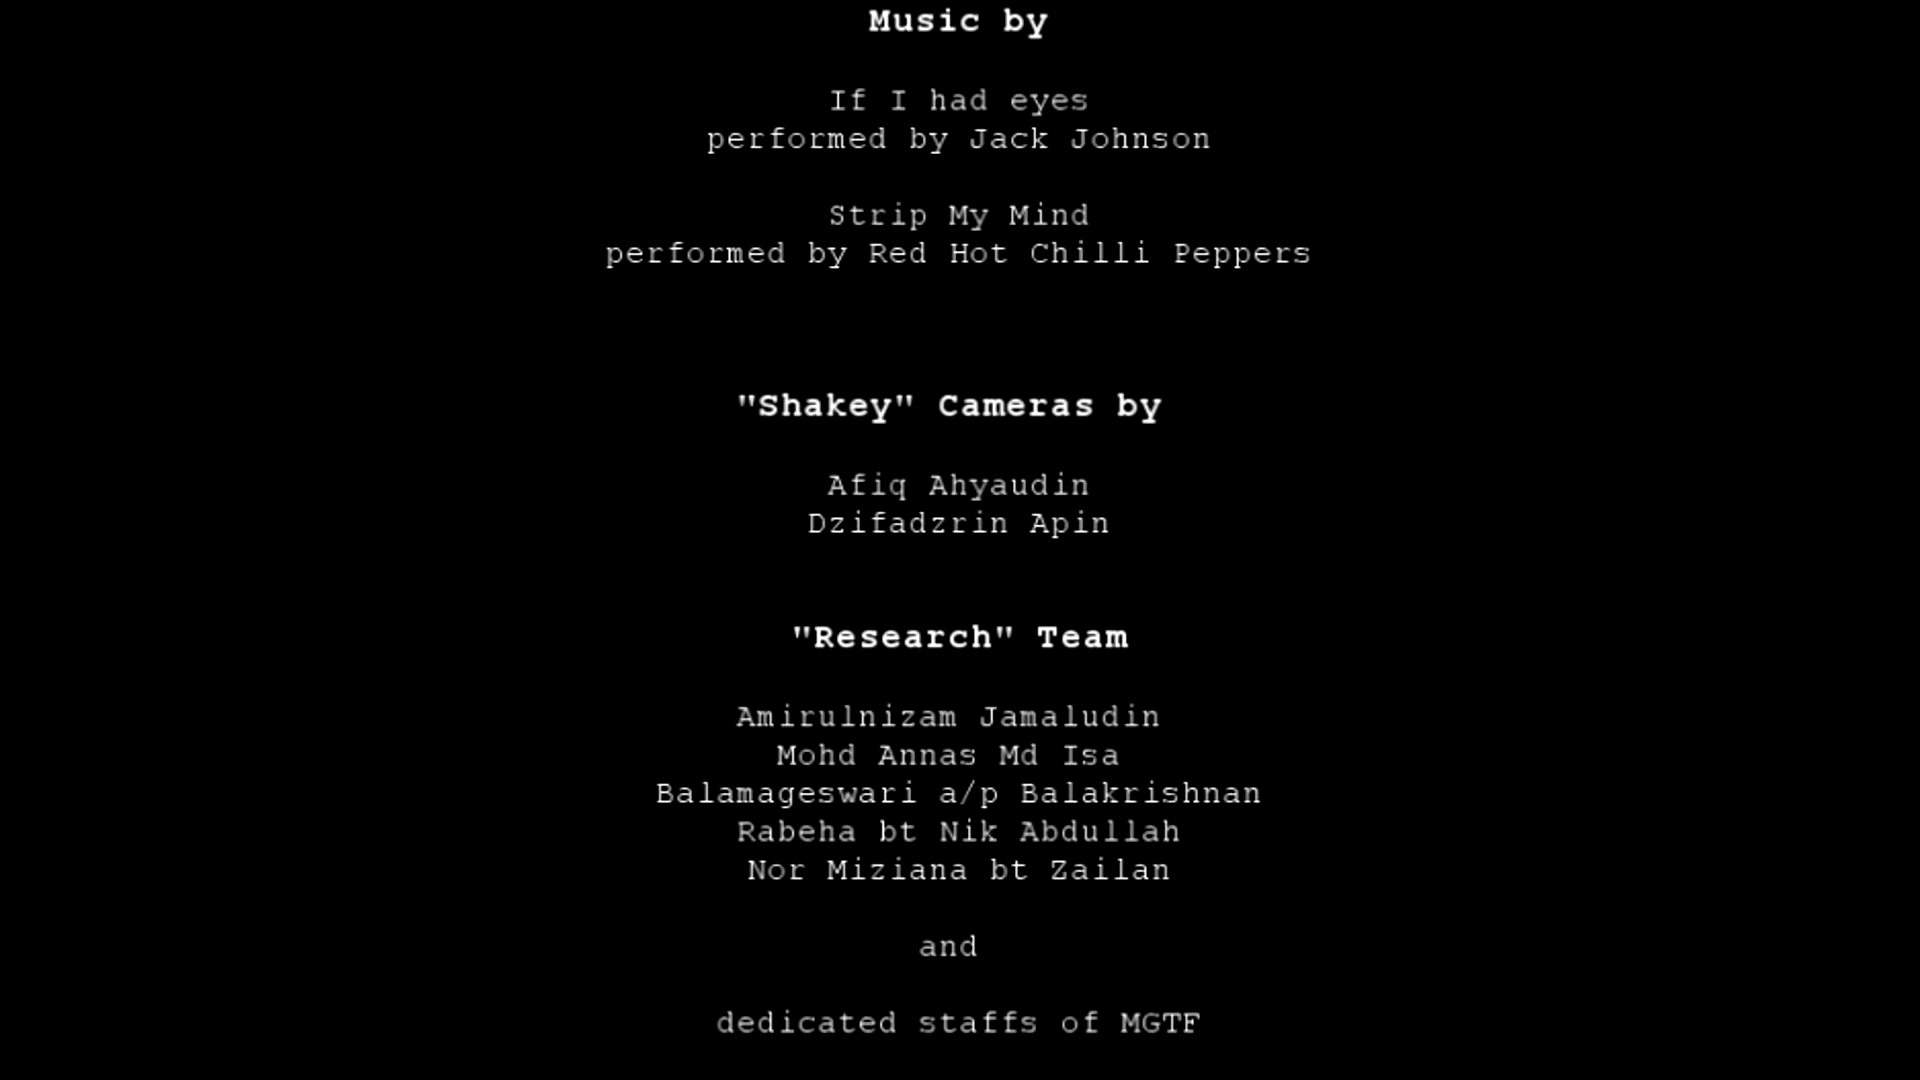 Music by
If I had eyes
performed by Jack Johnson
Strip My Mind
performed by Red Hot Chilli Peppers
"Shakey" Cameras by
Afiq Ahyaudin
Dzifadzrin Apin
"Research" Team
Amirulnizam Jamaludin
Mohd Annas Md Isa
Balamageswari a/p Balakrishnan
Rabeha bt Nik Abdullah
Nor Miziana bt Zailan
and
dedicated staffs of MGTF